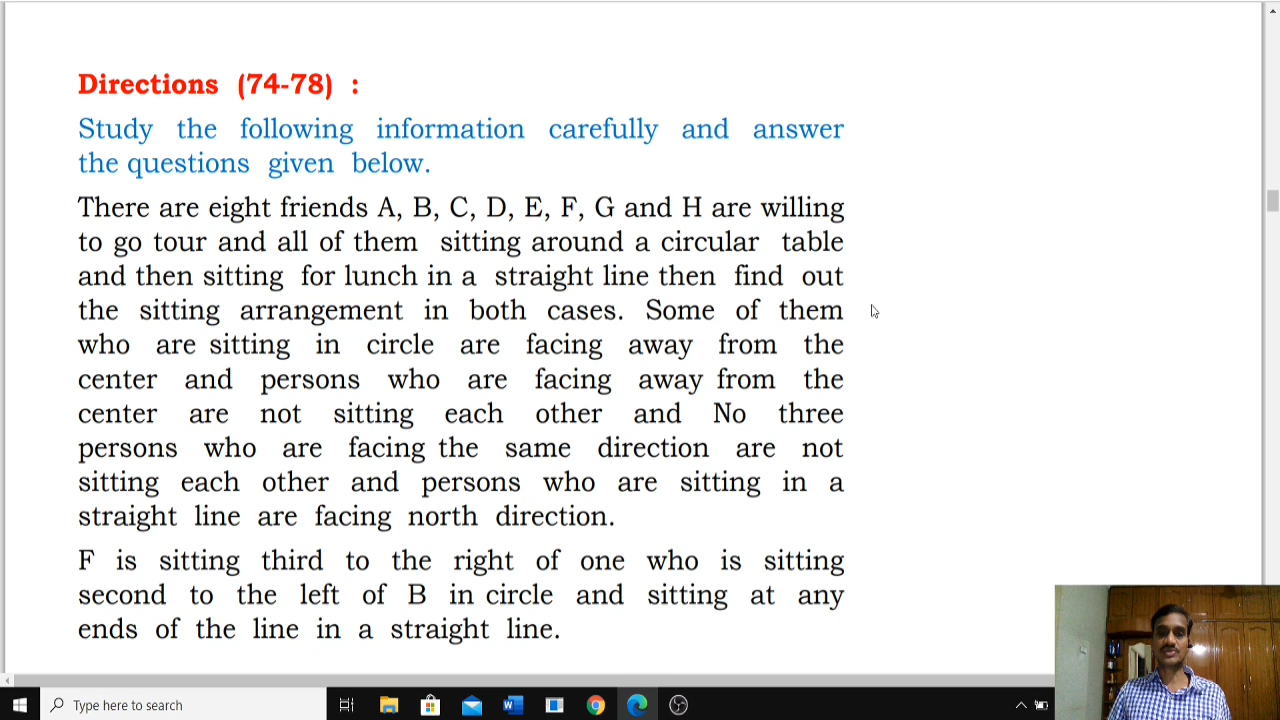 Directions (74-78) :
Study the following information carefully and answer
the questions given below.
There are eight friends A, B, C, D, E, F, G and H are willing
to go tour and all of them sitting around a circular table
and then sitting for lunch in a straight line then find out
the sitting arrangement in both cases. Some of them
who are sitting in circle are facing away from the
center and persons who are facing away from the
center are not sitting each other and No three
persons who are facing the same direction are not
sitting each other and persons who are sitting in a
straight line are facing north direction.
F is sitting third to the right of one who is sitting
second to the left of B in circle and sitting at any
ends of the line in a straight line.
Type here to search